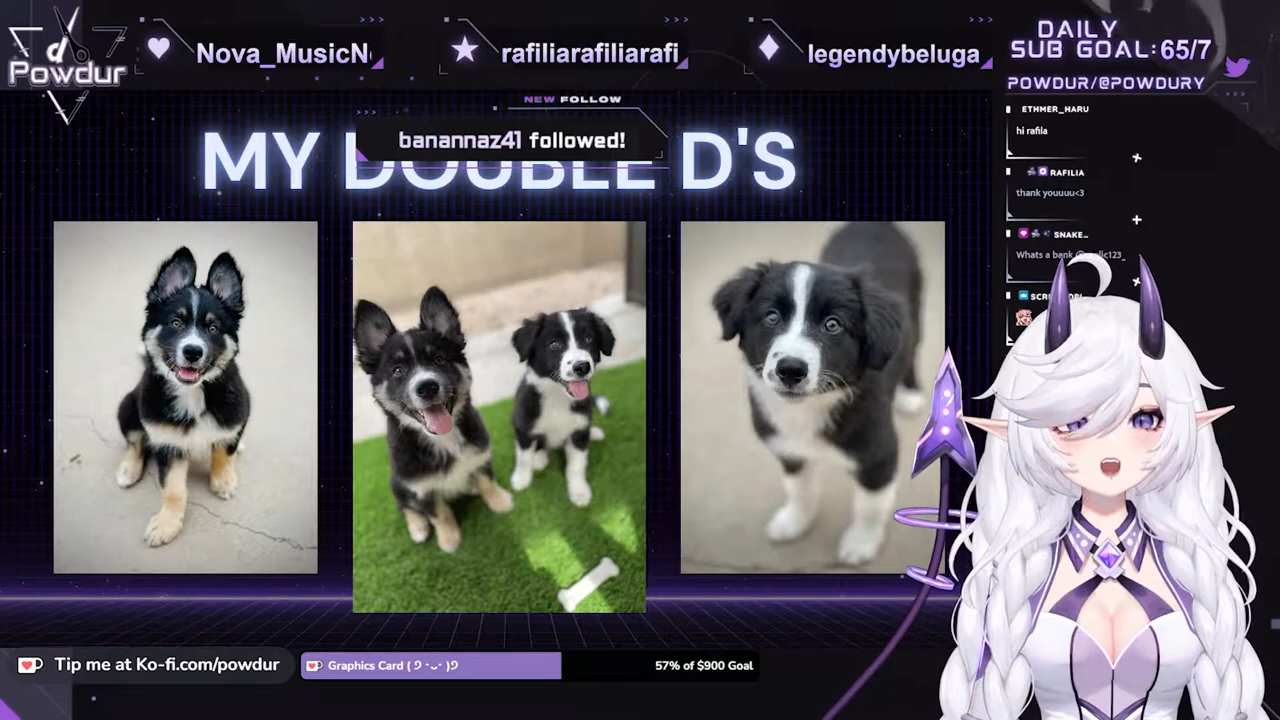 d
Powdur
Nova_MusicN
rafiliarafiliarafi
legendybeluga
DAILY
SUB GOAL: 65/7
POWDUR/@POWDURY
NEW FOLLOW
banannaz41 followed!
MY DOUBLE D'S
ETHMER_HARU
hi rafila
RAFILIA
thank youuuu<3
SNAKE..
Whats a bank
Tip me at Ko-fi.com/powdur
Graphics Card
57% of $900 Goal